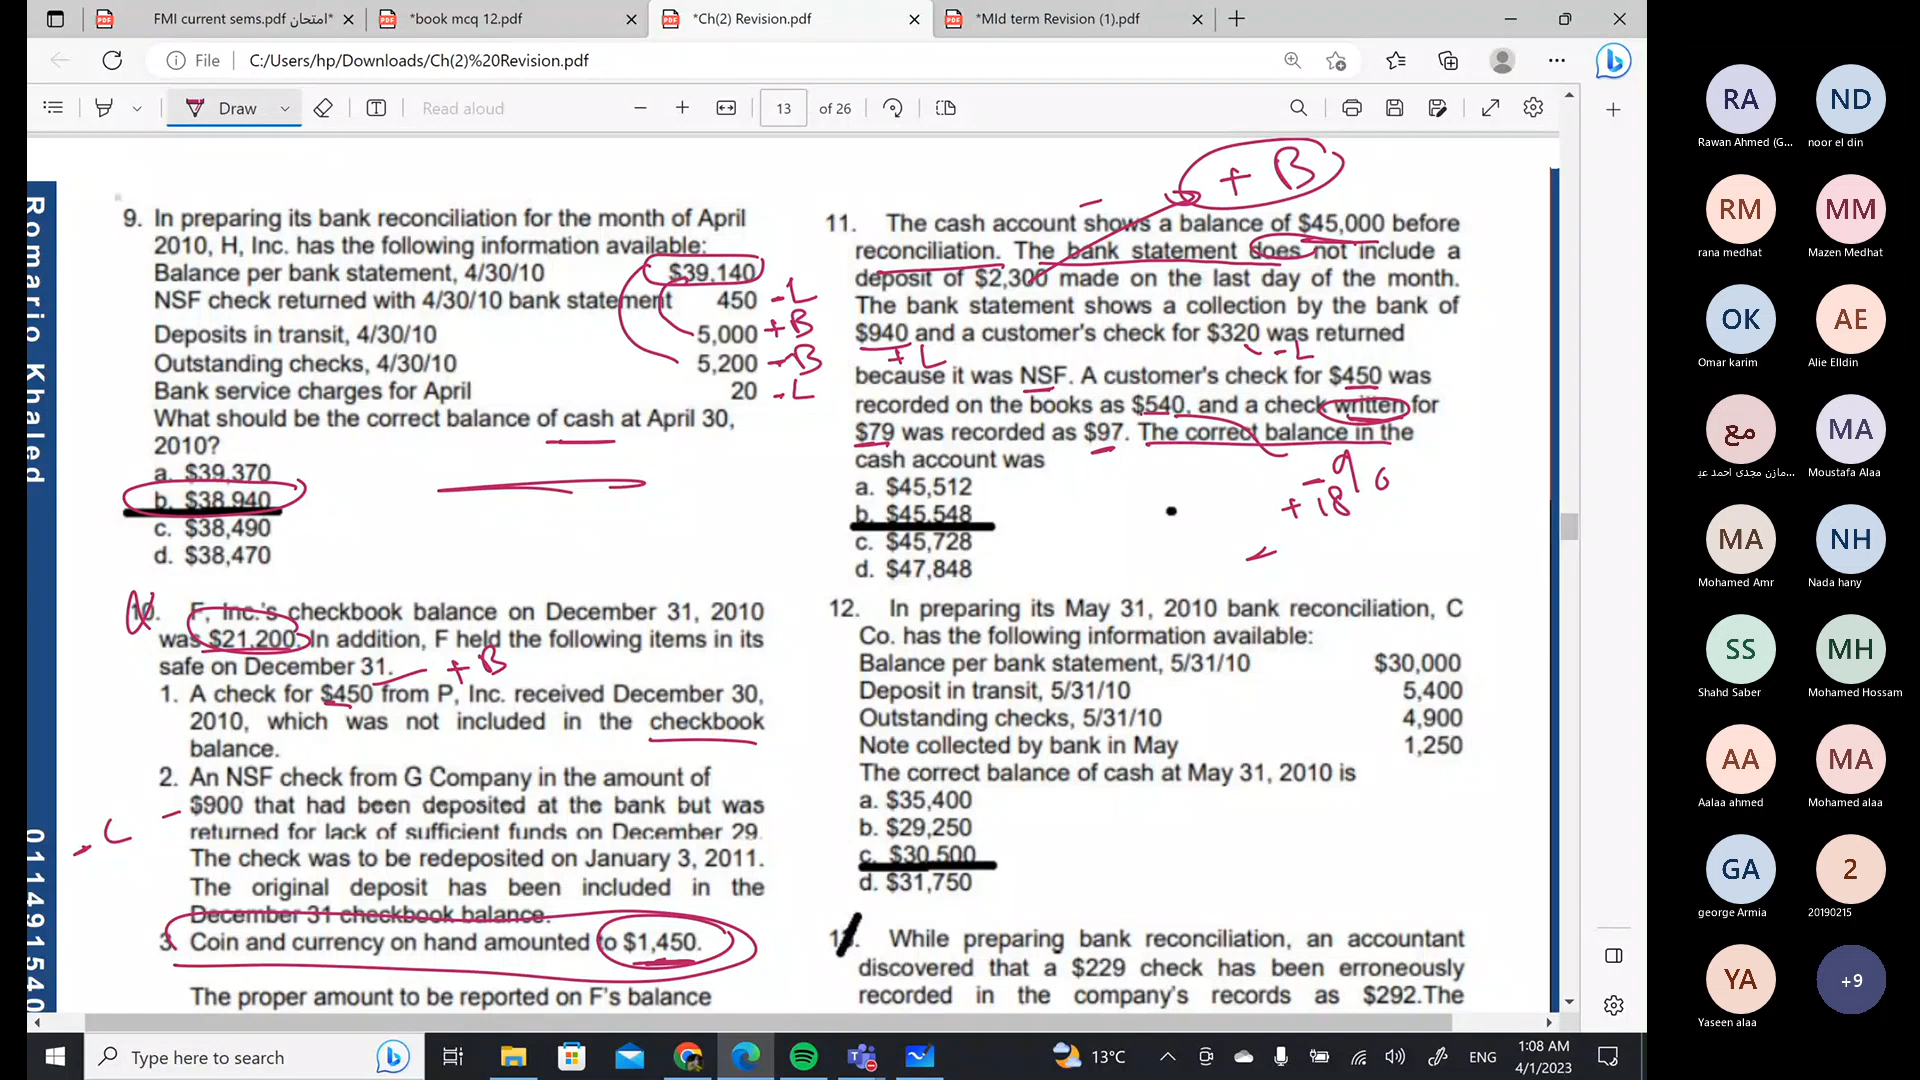 FMI current sems.pdf امتحان*
*book mcq 12.pdf
*Ch(2) Revision.pdf
*MId term Revision (1).pdf
File
C:/Users/hp/Downloads/Ch(2)%20Revision.pdf
Draw
Read aloud
13
of 26
Romario Khaled
0114991540
9. In preparing its bank reconciliation for the month of April
2010, H, Inc. has the following information available:
Balance per bank statement, 4/30/10 $39,140
NSF check returned with 4/30/10 bank statement 450 - L
Deposits in transit, 4/30/10 5,000 + B
Outstanding checks, 4/30/10 5,200 - B
Bank service charges for April 20 - L
What should be the correct balance of cash at April 30,
2010?
a. $39,370
b. $38,940
c. $38,490
d. $38,470
10. F, Inc.'s checkbook balance on December 31, 2010
was $21,200. In addition, F held the following items in its
safe on December 31.
+ B
1. A check for $450 from P, Inc. received December 30,
2010, which was not included in the checkbook
balance.
2. An NSF check from G Company in the amount of
$900 that had been deposited at the bank but was
returned for lack of sufficient funds on December 29.
- L
The check was to be redeposited on January 3, 2011.
The original deposit has been included in the
December 31 checkbook balance.
3. Coin and currency on hand amounted to $1,450.
The proper amount to be reported on F's balance
+ B
11. The cash account shows a balance of $45,000 before
reconciliation. The bank statement does not include a
deposit of $2,300 made on the last day of the month.
The bank statement shows a collection by the bank of
$940 and a customer's check for $320 was returned
+ L
- L
because it was NSF. A customer's check for $450 was
recorded on the books as $540, and a check written for
$79 was recorded as $97. The correct balance in the
cash account was
- 90
+ 18
a. $45,512
b. $45,548
c. $45,728
d. $47,848
12. In preparing its May 31, 2010 bank reconciliation, C
Co. has the following information available:
Balance per bank statement, 5/31/10 $30,000
Deposit in transit, 5/31/10 5,400
Outstanding checks, 5/31/10 4,900
Note collected by bank in May 1,250
The correct balance of cash at May 31, 2010 is
a. $35,400
b. $29,250
c. $30,500
d. $31,750
While preparing bank reconciliation, an accountant
discovered that a $229 check has been erroneously
recorded in the company's records as $292.The
RA
Rawan Ahmed (G...
ND
noor el din
RM
rana medhat
MM
Mazen Medhat
OK
Omar karim
AE
Alie Elldin
مع
مازن مجدى احمد عبـ...
MA
Moustafa Alaa
MA
Mohamed Amr
NH
Nada hany
SS
Shahd Saber
MH
Mohamed Hossam
AA
Aalaa ahmed
MA
Mohamed alaa
GA
george Armia
2
20190215
YA
Yaseen alaa
+9
Type here to search
13°C
ENG
1:08 AM
4/1/2023